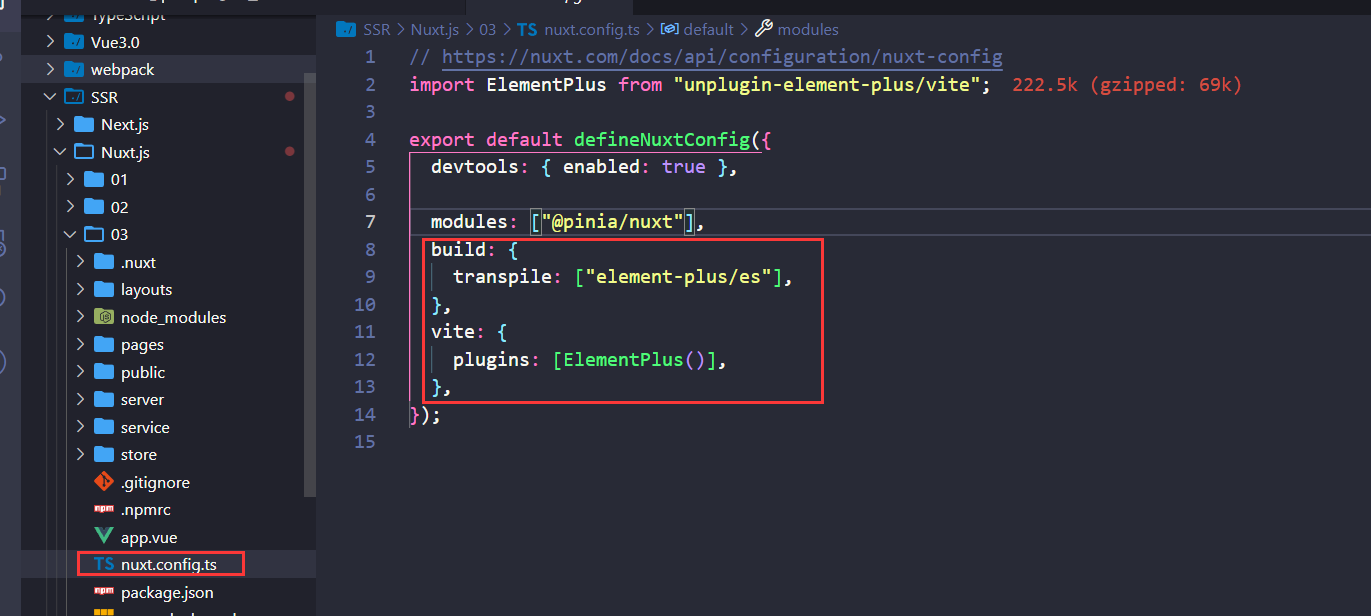 TypeScript
Vue3.0
webpack
SSR
Next.js
Nuxt.js
01
02
03
.nuxt
layouts
node_modules
pages
public
server
service
store
.gitignore
.npmrc
app.vue
TS nuxt.config.ts
package.json
SSR > Nuxt.js > 03 > TS nuxt.config.ts > default > modules
1 // https://nuxt.com/docs/api/configuration/nuxt-config
2 import ElementPlus from "unplugin-element-plus/vite"; 222.5k (gzipped: 69k)
3
4 export default defineNuxtConfig({
5 devtools: { enabled: true },
6
7 modules: ["@pinia/nuxt"],
8 build: {
9 transpile: ["element-plus/es"],
10 },
11 vite: {
12 plugins: [ElementPlus()],
13 },
14 });
15